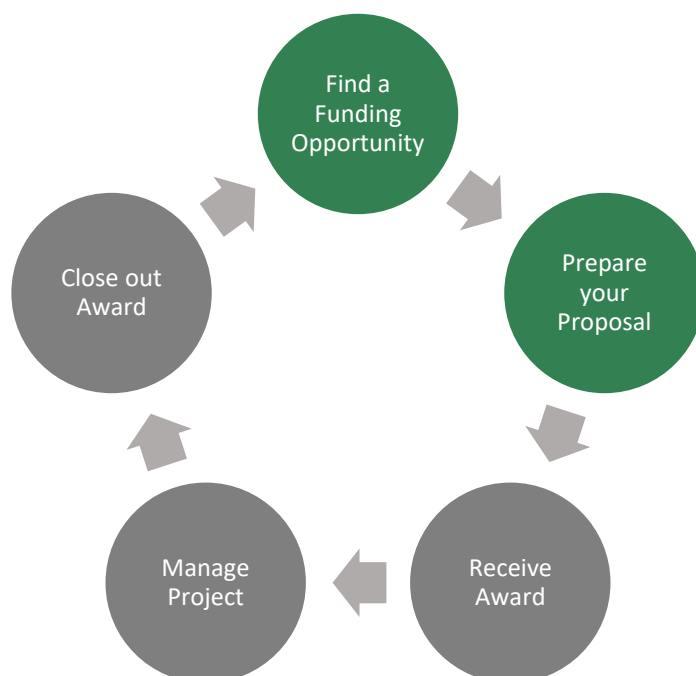 Find a
Funding
Opportunity
Prepare
your
Proposal
Receive
Award
Manage
Project
Close out
Award